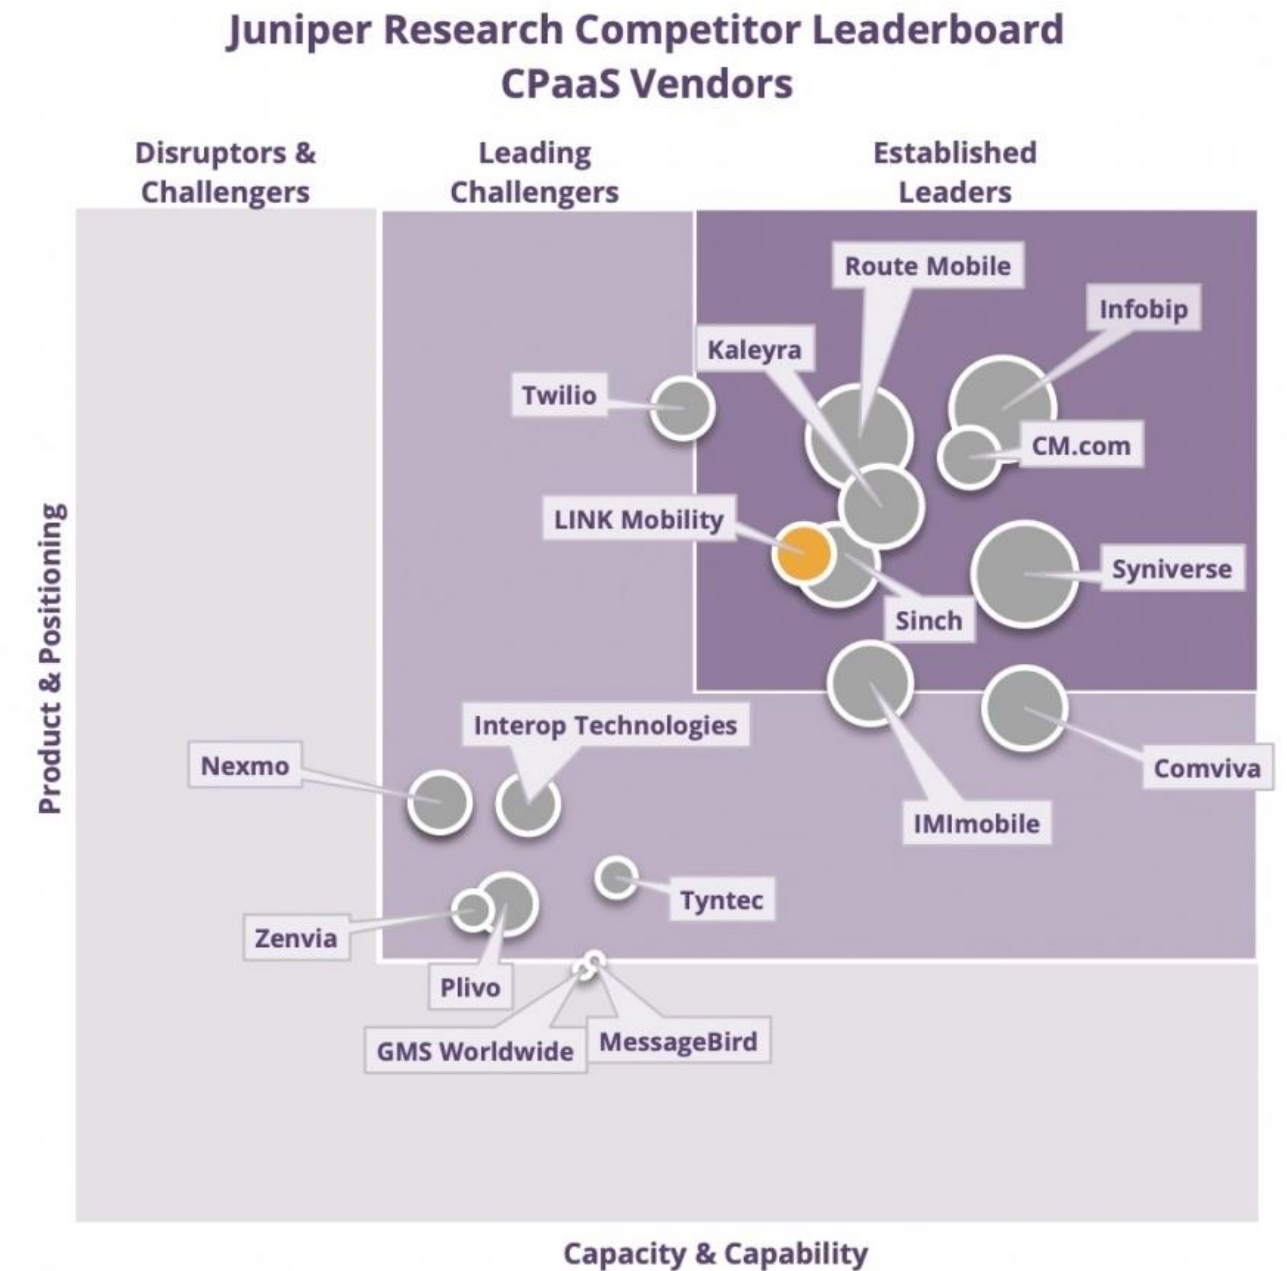 Juniper Research Competitor Leaderboard
CPaaS Vendors
Disruptors &
Challengers
Leading
Challengers
Established
Leaders
Route Mobile
Infobip
Kaleyra
Twilio
CM.com
LINK Mobility
Syniverse
Sinch
Product & Positioning
Interop Technologies
Nexmo
Comviva
IMImobile
Tyntec
Zenvia
Plivo
GMS Worldwide
MessageBird
Capacity & Capability